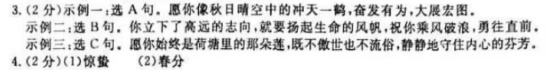 3.(2分)示例一:选A句。愿你像秋日晴空中的冲天一鹤,奋发有为,大展宏图。
示例二:选B句。你立下了高远的志向,就要扬起生命的风帆,祝你乘风破浪,勇往直前。
示例三:选C句。愿你始终是荷塘里的那朵莲,既不傲世也不流俗,静静地守住内心的芬芳。
4.(2分)(1)惊蛰 (2)春分